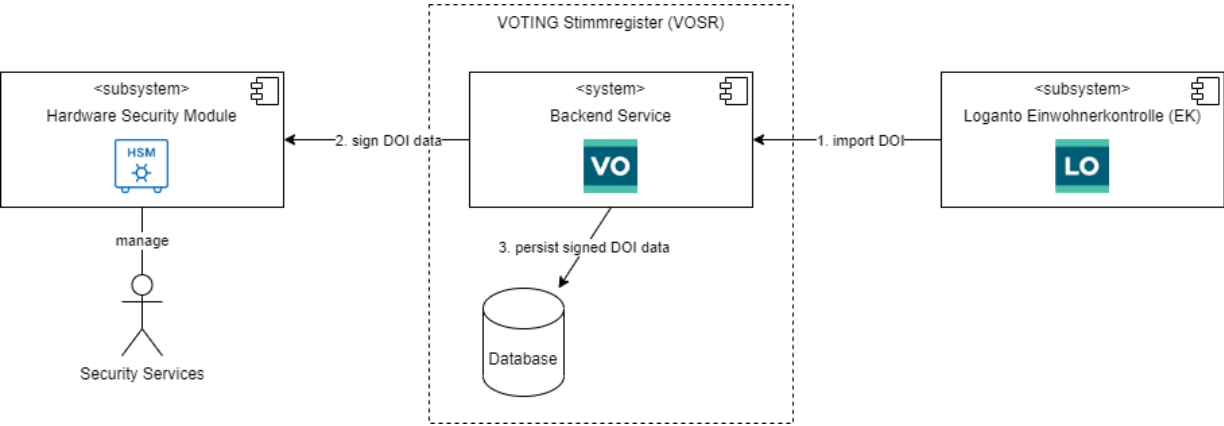 VOTING Stimmregister (VOSR)
<subsystem>
Hardware Security Module
HSM
<system>
Backend Service
VO
<subsystem>
Loganto Einwohnerkontrolle (EK)
LO
2. sign DOI data
1. import DOI
manage
3. persist signed DOI data
Security Services
Database